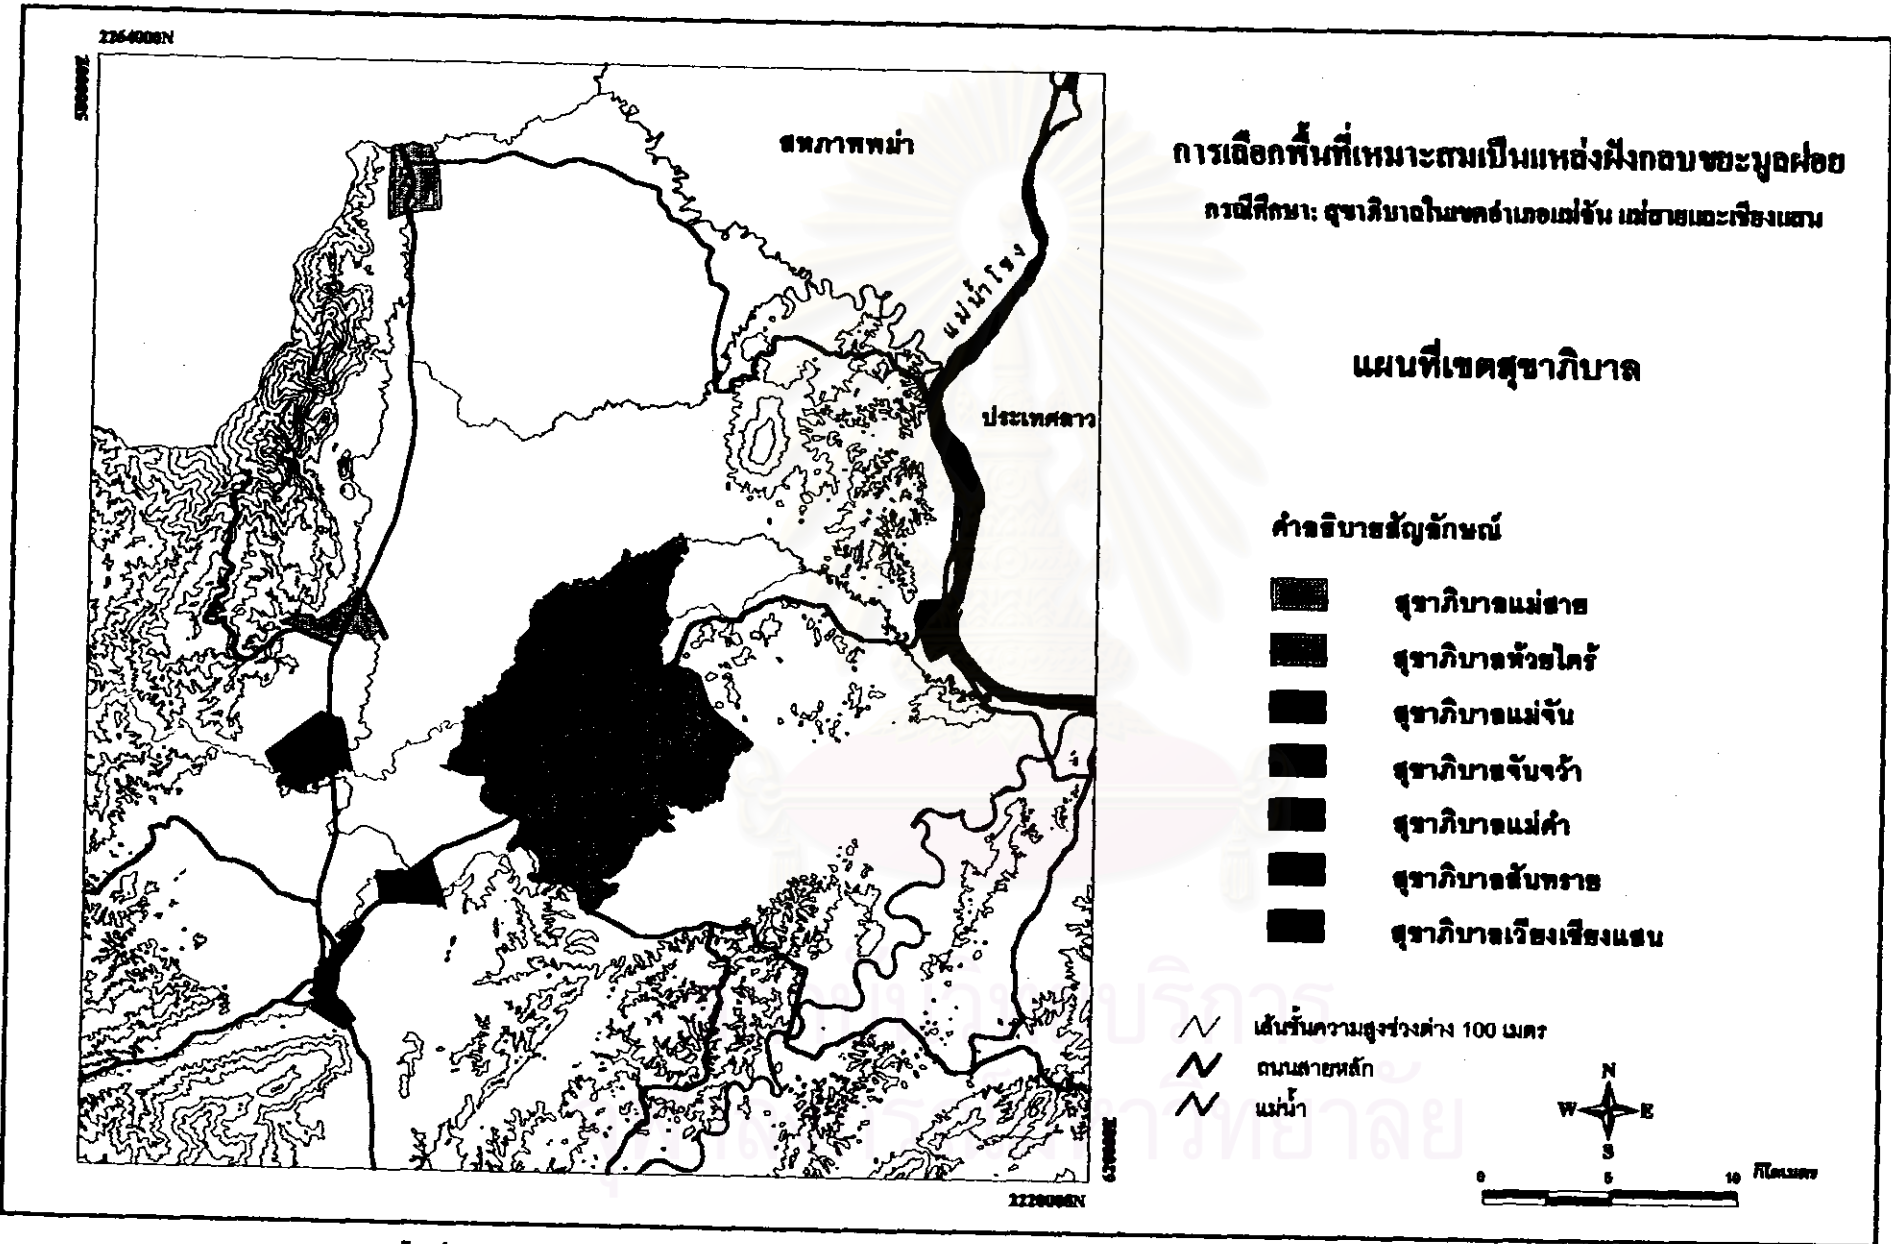 2264000N
สหภาพพม่า
แม่น้ำโขง
ประเทศลาว
การเลือกพื้นที่เหมาะสมเป็นแหล่งฝังกลบขยะมูลฝอย
กรณีศึกษา: สุขาภิบาลในเขตอำเภอแม่จัน แม่สายและเชียงแสน
แผนที่เขตสุขาภิบาล
คำอธิบายสัญลักษณ์
สุขาภิบาลแม่สาย
สุขาภิบาลห้วยไคร้
สุขาภิบาลแม่จัน
สุขาภิบาลจันจว้า
สุขาภิบาลแม่คำ
สุขาภิบาลสันทราย
สุขาภิบาลเวียงเชียงแสน
เส้นชั้นความสูงช่วงต่าง 100 เมตร
ถนนสายหลัก
แม่น้ำ
N
W E
S
0 5 10 กิโลเมตร
2220000N